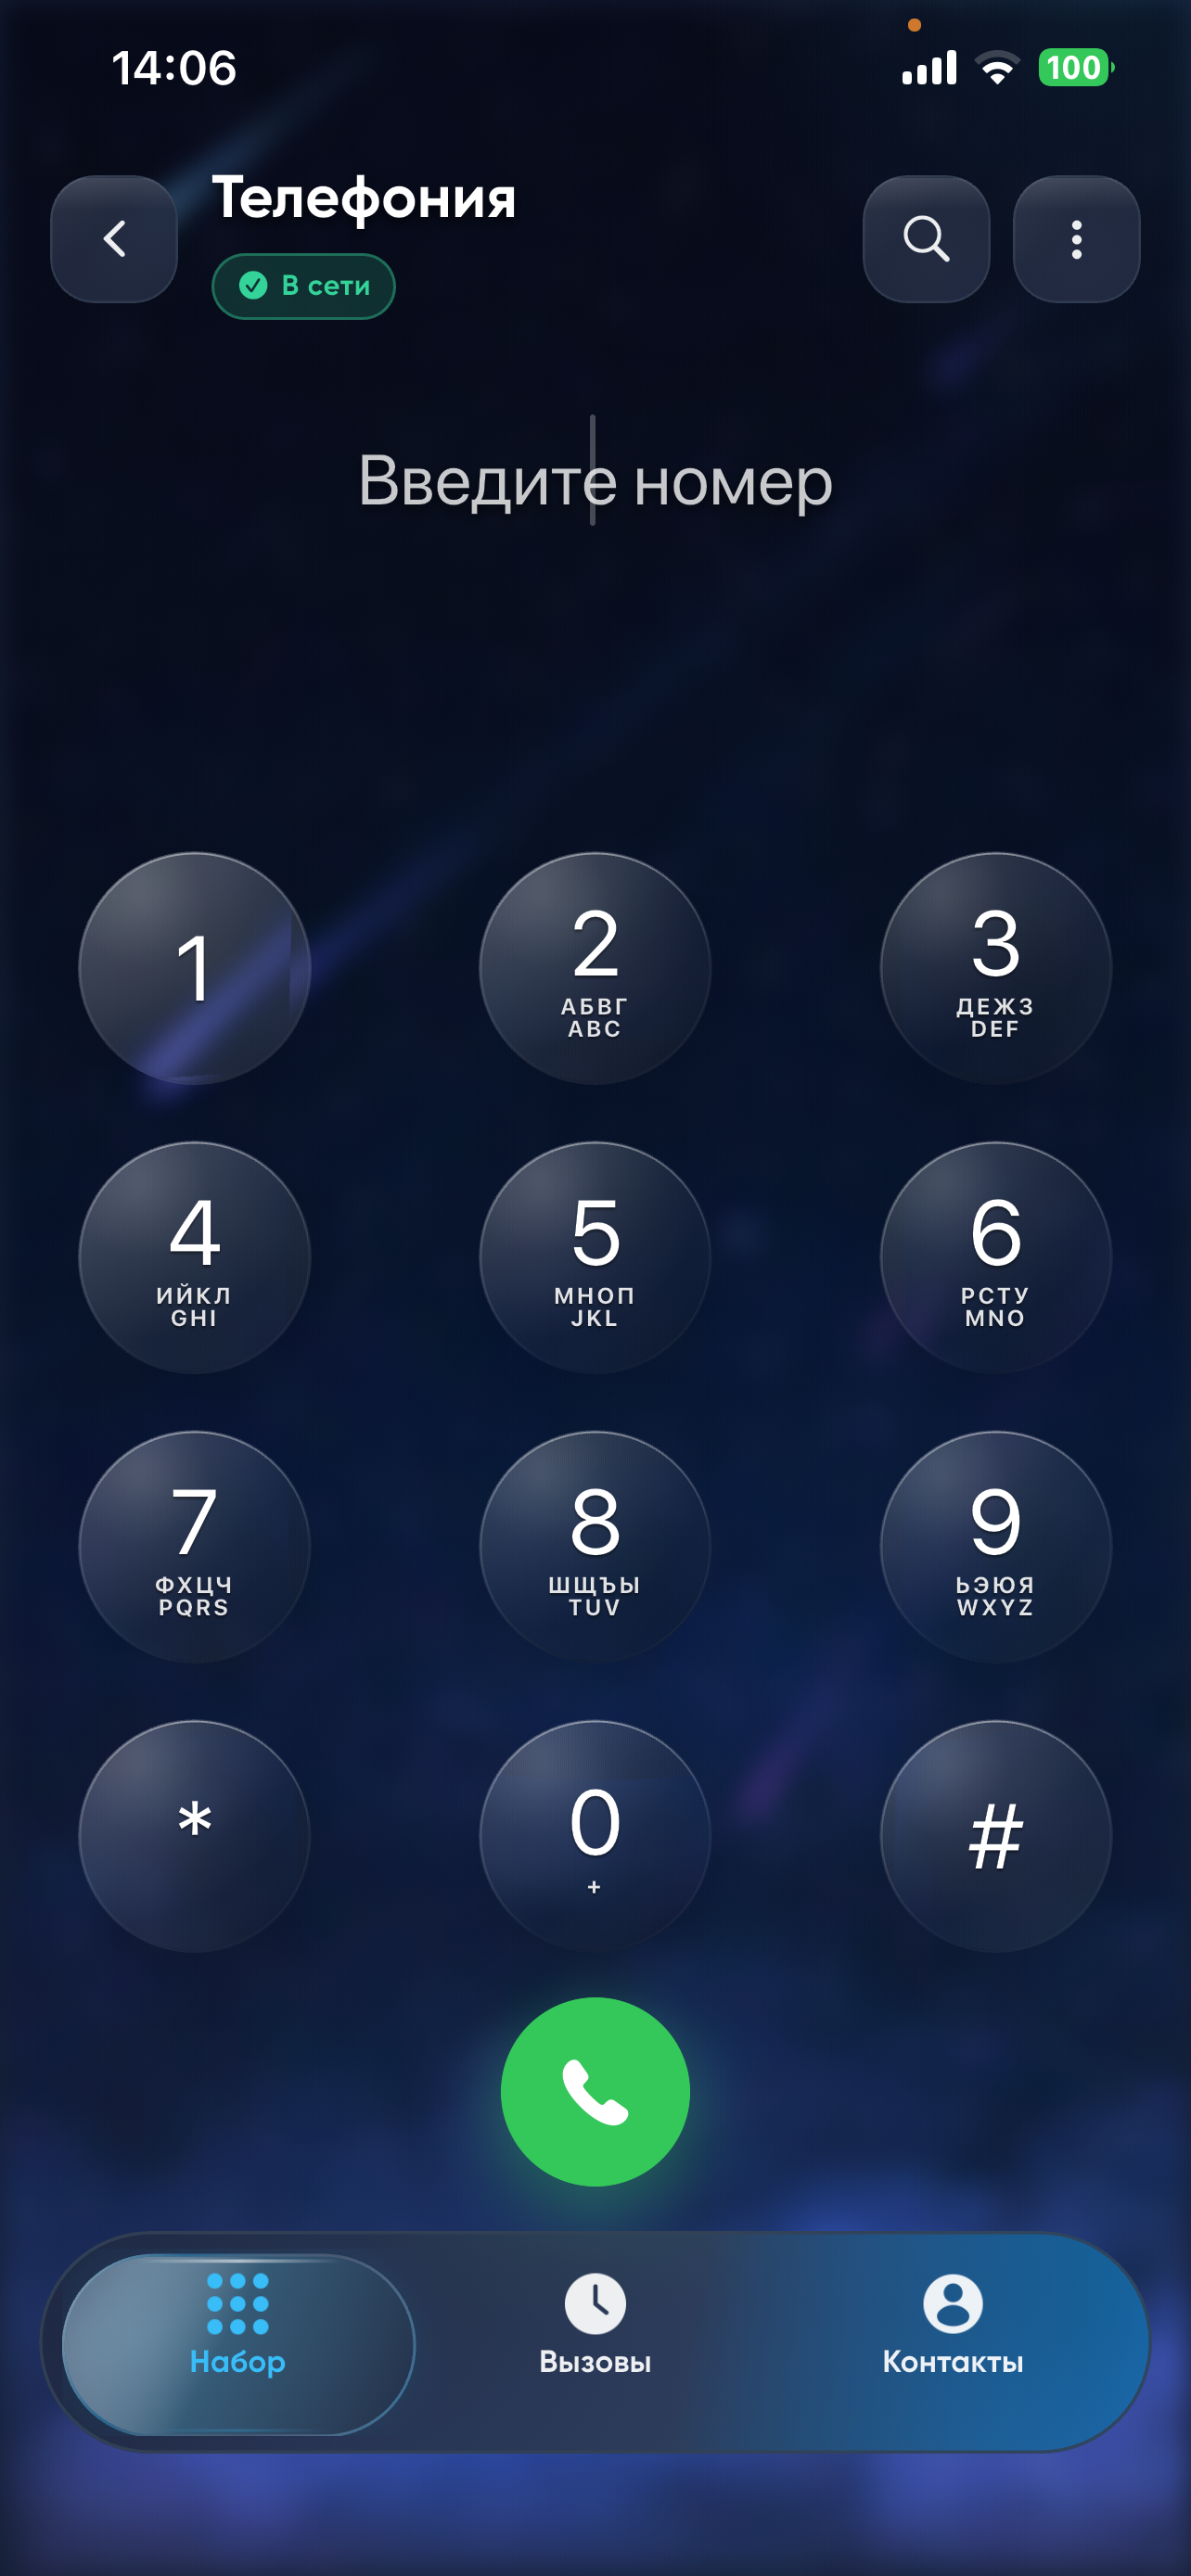 14:06
100
Телефония
В сети
Введите номер
1
2
АБВГ
ABC
3
ДЕЖЗ
DEF
4
ИЙКЛ
GHI
5
МНОП
JKL
6
РСТУ
MNO
7
ФХЦЧ
PQRS
8
ШЩЪЫ
TUV
9
ЬЭЮЯ
WXYZ
*
0
+
#
Набор
Вызовы
Контакты